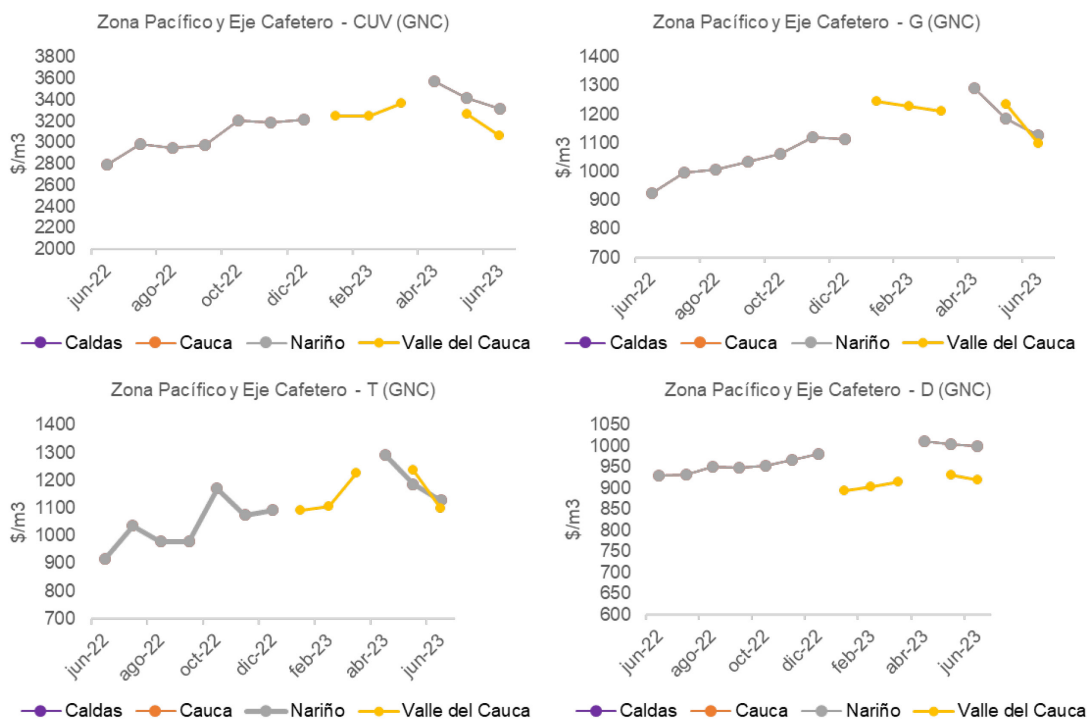 Zona Pacífico y Eje Cafetero - CUV (GNC)
3800
3600
3400
3200
3000
2800
2600
2400
2200
2000
$/m3
jun-22
ago-22
oct-22
dic-22
feb-23
abr-23
jun-23
Caldas Cauca Nariño Valle del Cauca
Zona Pacífico y Eje Cafetero - G (GNC)
1400
1300
1200
1100
1000
900
800
700
$/m3
jun-22
ago-22
oct-22
dic-22
feb-23
abr-23
jun-23
Caldas Cauca Nariño Valle del Cauca
Zona Pacífico y Eje Cafetero - T (GNC)
1400
1300
1200
1100
1000
900
800
700
$/m3
jun-22
ago-22
oct-22
dic-22
feb-23
abr-23
jun-23
Caldas Cauca Nariño Valle del Cauca
Zona Pacífico y Eje Cafetero - D (GNC)
1050
1000
950
900
850
800
750
700
650
600
$/m3
jun-22
ago-22
oct-22
dic-22
feb-23
abr-23
jun-23
Caldas Cauca Nariño Valle del Cauca